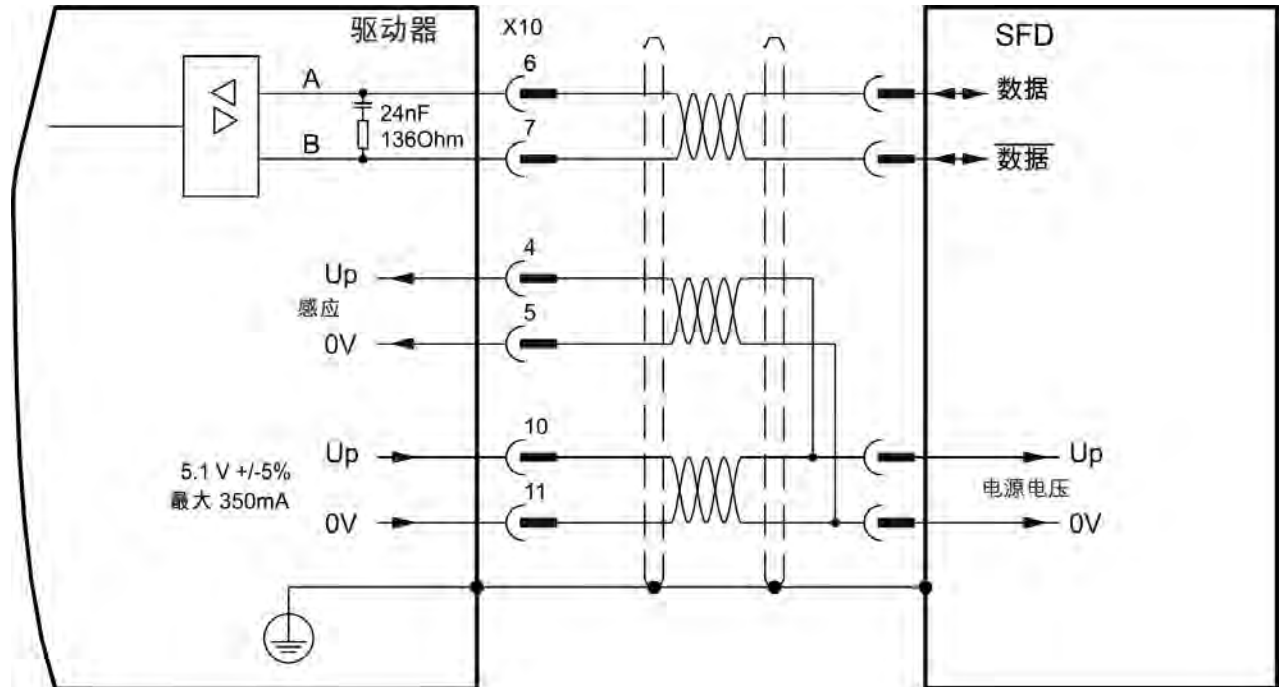 驱动器
X10
SFD
A
6
数据
24nF
136Ohm
B
7
数据
Up
4
感应
0V
5
Up
10
Up
5.1 V +/-5%
最大 350mA
电源电压
0V
11
0V